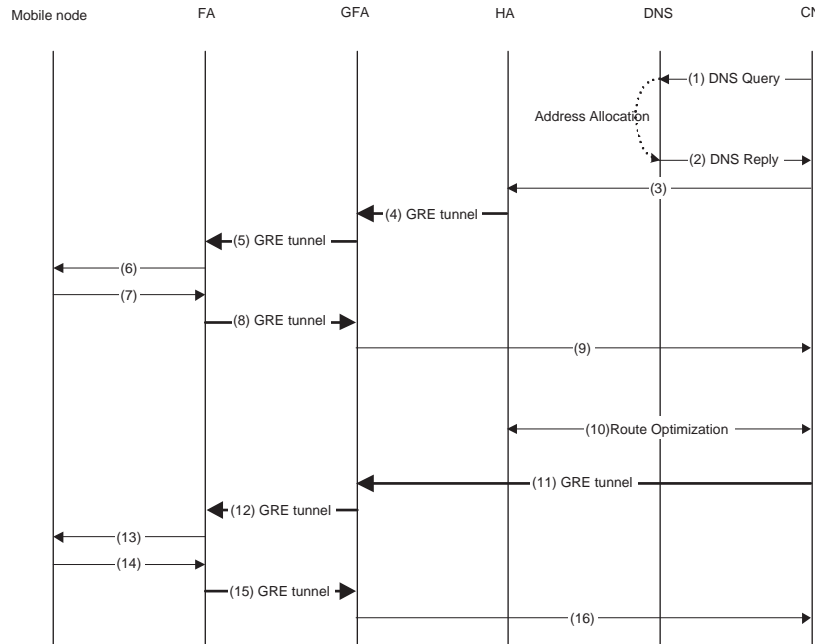 Mobile node FA GFA HA DNS CN
(1) DNS Query
Address Allocation
(2) DNS Reply
(3)
(4) GRE tunnel
(5) GRE tunnel
(6)
(7)
(8) GRE tunnel
(9)
(10)Route Optimization
(11) GRE tunnel
(12) GRE tunnel
(13)
(14)
(15) GRE tunnel
(16)